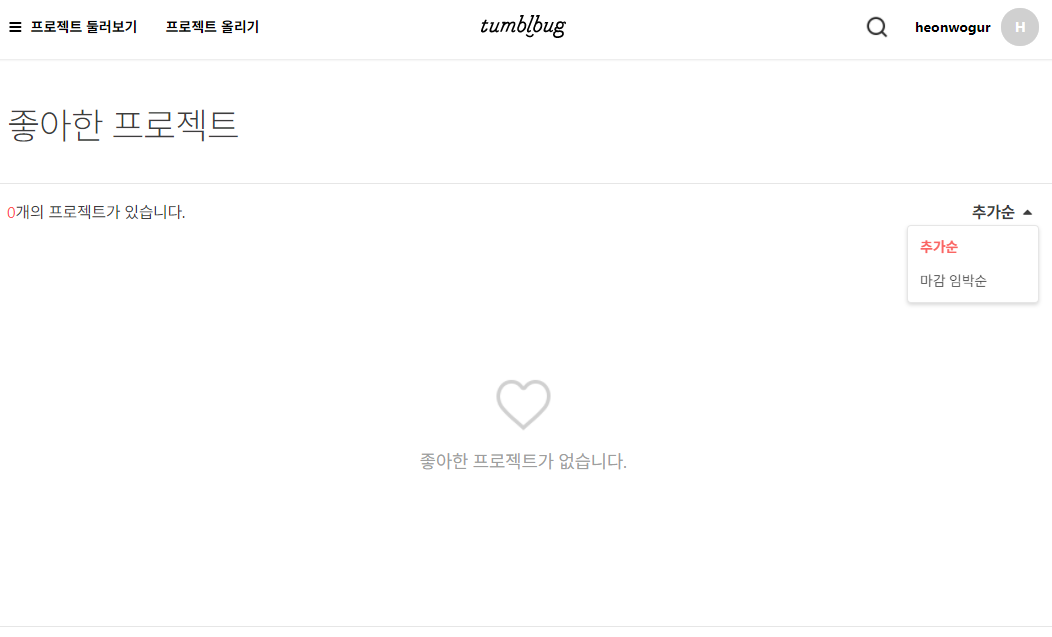 프로젝트 둘러보기 프로젝트 올리기 tumblbug heonwogur H
좋아한 프로젝트
0개의 프로젝트가 있습니다. 추가순
추가순
마감 임박순
좋아한 프로젝트가 없습니다.